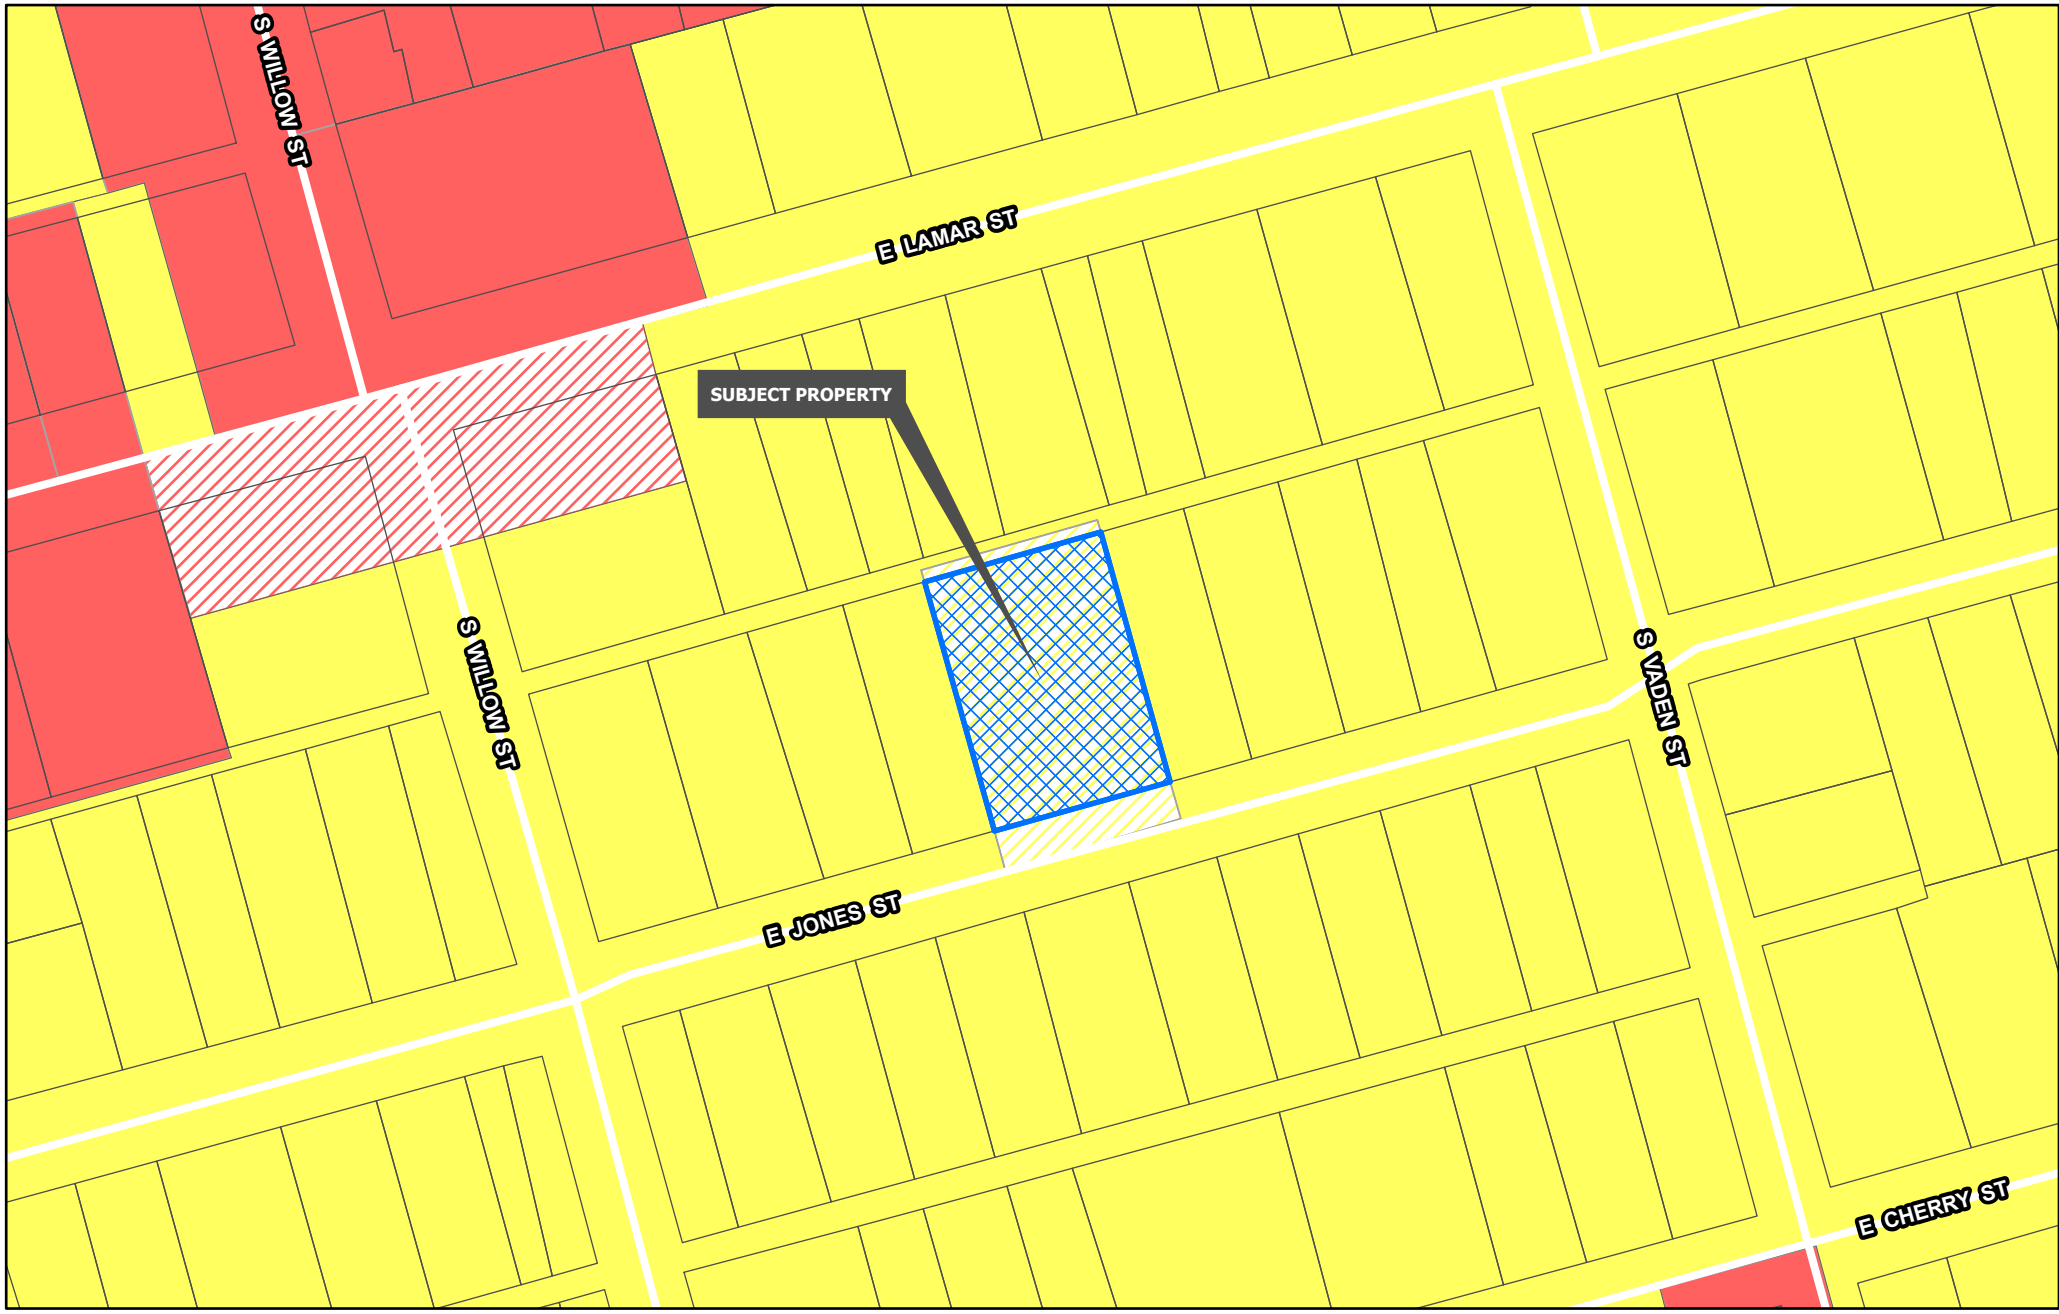 S WILLOW ST
E LAMAR ST
SUBJECT PROPERTY
S WILLOW ST
S VADEN ST
E JONES ST
E CHERRY ST